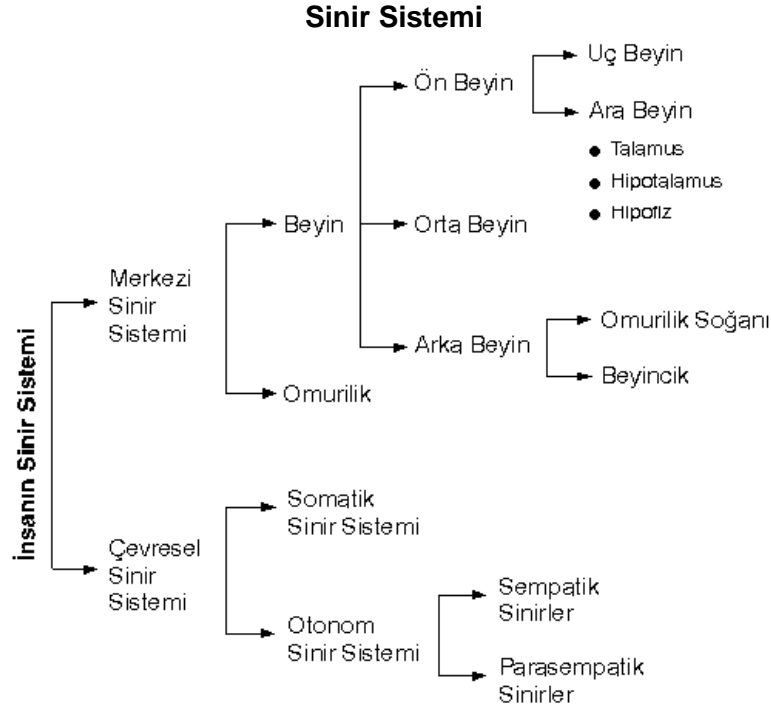 Sinir Sistemi
İnsanın Sinir Sistemi
Merkezi
Sinir
Sistemi
Beyin
Ön Beyin
Uç Beyin
Ara Beyin
Talamus
Hipotalamus
Hipofiz
Orta Beyin
Arka Beyin
Omurilik Soğanı
Beyincik
Omurilik
Çevresel
Sinir
Sistemi
Somatik
Sinir Sistemi
Otonom
Sinir Sistemi
Sempatik
Sinirler
Parasempatik
Sinirler